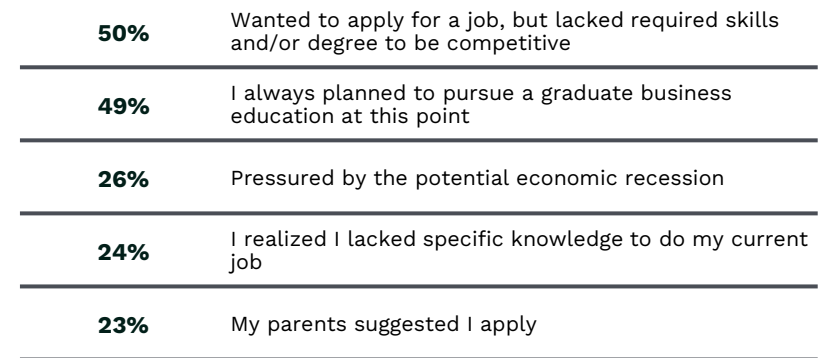 50%
Wanted to apply for a job, but lacked required skills
and/or degree to be competitive
49%
I always planned to pursue a graduate business
education at this point
26%
Pressured by the potential economic recession
24%
I realized I lacked specific knowledge to do my current
job
23%
My parents suggested I apply